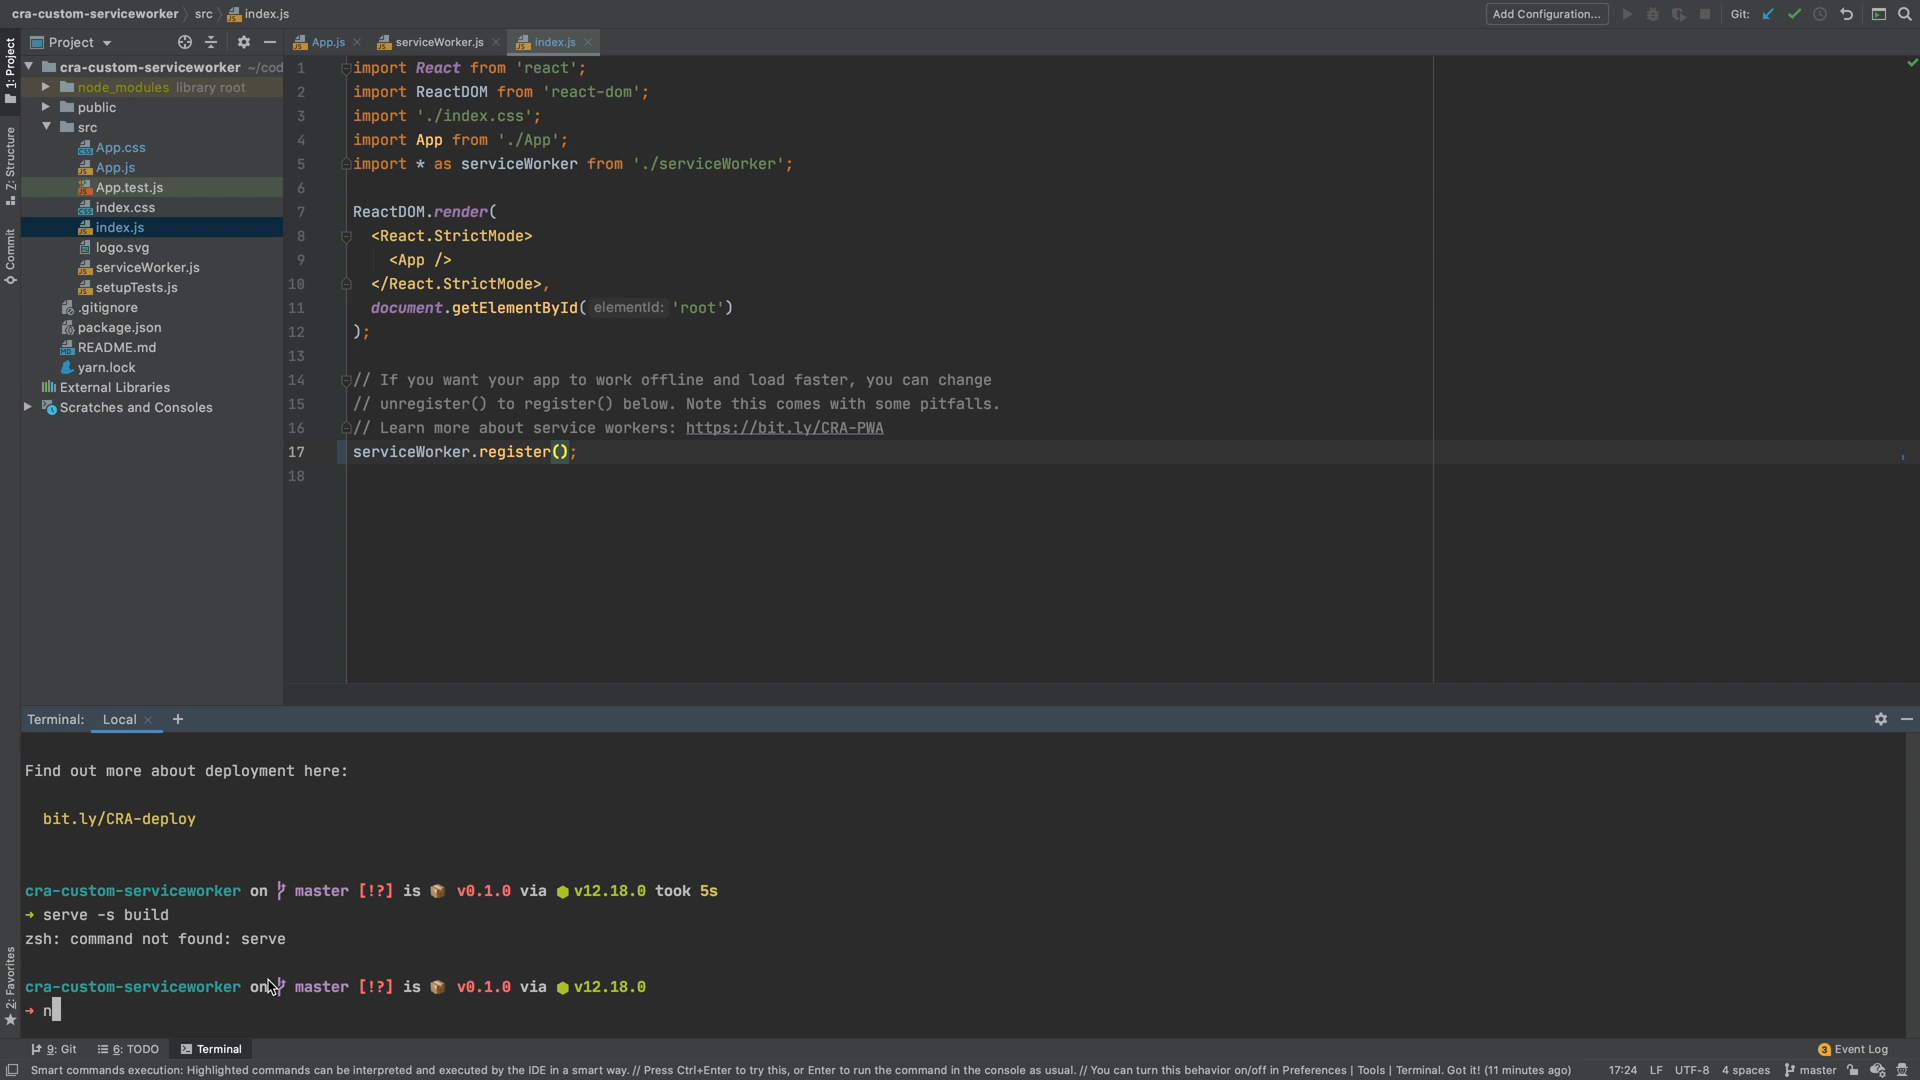 cra-custom-serviceworker src index.js
Add Configuration... Git:
1: Project
Z: Structure
Commit
2: Favorites
Project
App.js serviceWorker.js index.js
cra-custom-serviceworker ~/cod
node_modules library root
public
src
App.css
App.js
App.test.js
index.css
index.js
logo.svg
serviceWorker.js
setupTests.js
.gitignore
package.json
README.md
yarn.lock
External Libraries
Scratches and Consoles
1 import React from 'react';
2 import ReactDOM from 'react-dom';
3 import './index.css';
4 import App from './App';
5 import * as serviceWorker from './serviceWorker';
6
7 ReactDOM.render(
8 <React.StrictMode>
9 <App />
10 </React.StrictMode>,
11 document.getElementById( elementId: 'root')
12 );
13
14 // If you want your app to work offline and load faster, you can change
15 // unregister() to register() below. Note this comes with some pitfalls.
16 // Learn more about service workers: https://bit.ly/CRA-PWA
17 serviceWorker.register();
18
Terminal: Local +
Find out more about deployment here:
bit.ly/CRA-deploy
cra-custom-serviceworker on master [!?] is 📦 v0.1.0 via ⬢ v12.18.0 took 5s
→ serve -s build
zsh: command not found: serve
cra-custom-serviceworker on master [!?] is 📦 v0.1.0 via ⬢ v12.18.0
→ n
9: Git 6: TODO Terminal 3 Event Log
Smart commands execution: Highlighted commands can be interpreted and executed by the IDE in a smart way. // Press Ctrl+Enter to try this, or Enter to run the command in the console as usual. // You can turn this behavior on/off in Preferences | Tools | Terminal. Got it! (11 minutes ago) 17:24 LF UTF-8 4 spaces master